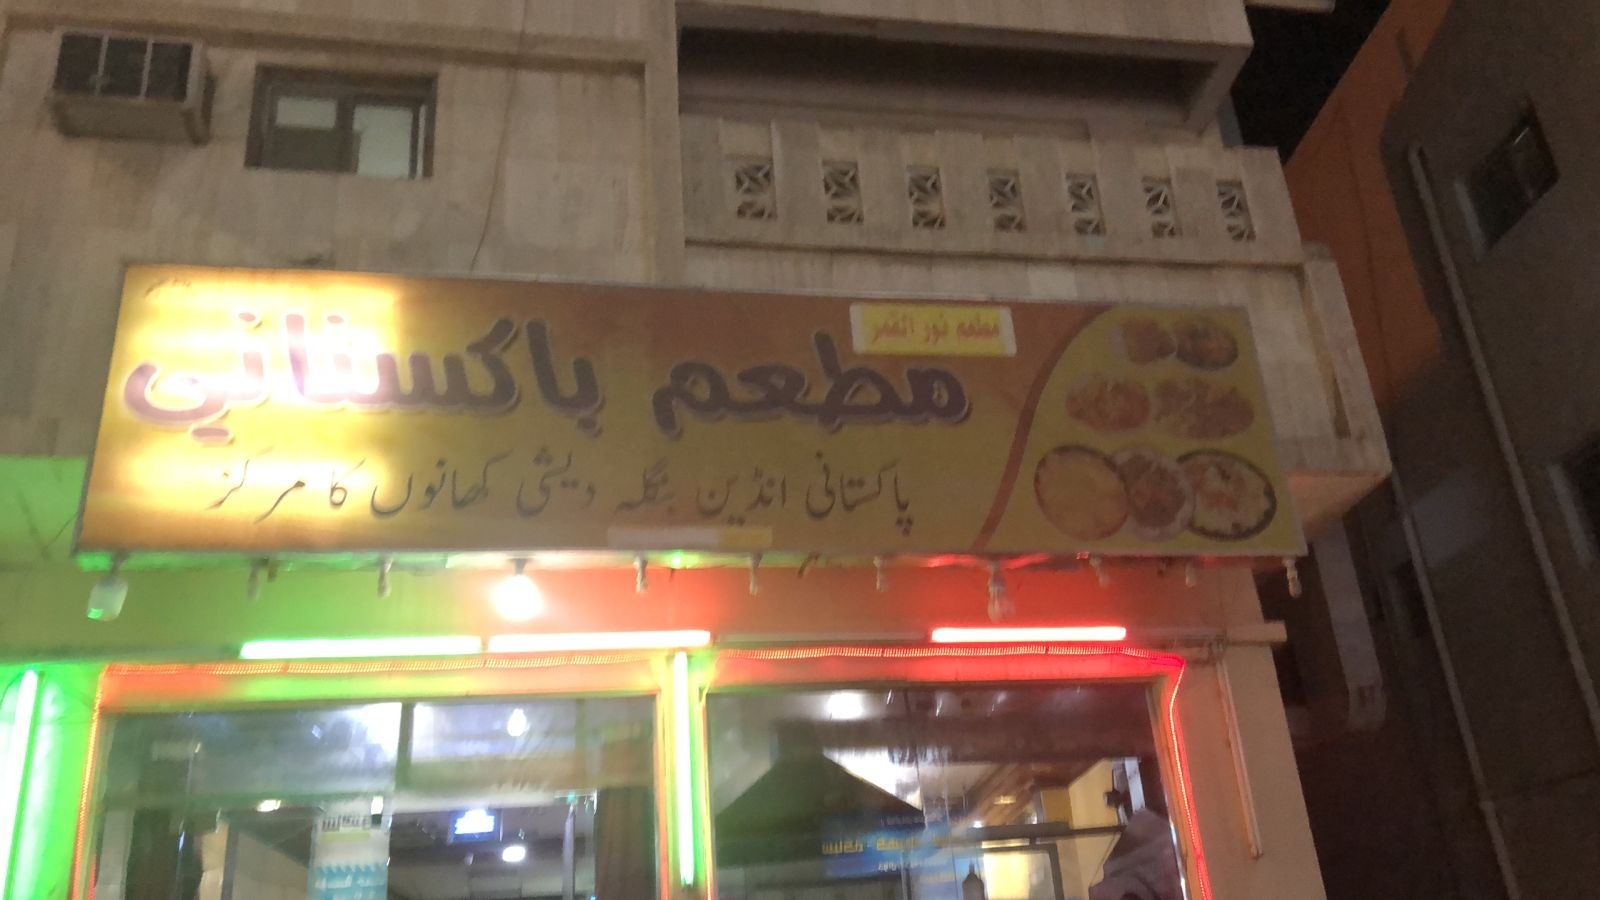 مطعم نور القمر
مطعم باكستاني
پاکستانی انڈین بنگلہ دیشی کھانوں کا مرکز